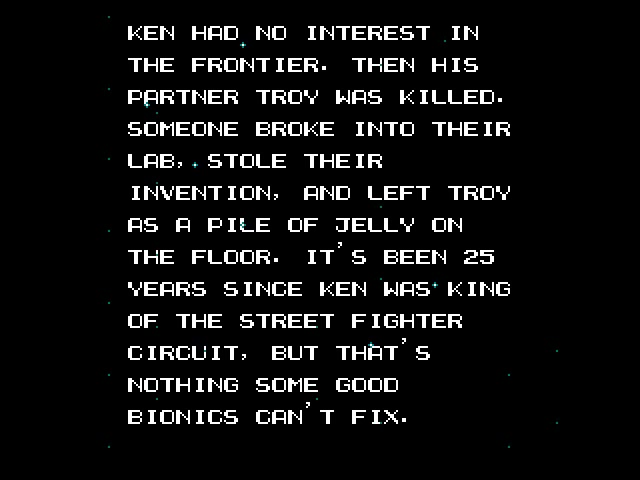 KEN HAD NO INTEREST IN
THE FRONTIER. THEN HIS
PARTNER TROY WAS KILLED.
SOMEONE BROKE INTO THEIR
LAB, STOLE THEIR
INVENTION, AND LEFT TROY
AS A PILE OF JELLY ON
THE FLOOR. IT'S BEEN 25
YEARS SINCE KEN WAS KING
OF THE STREET FIGHTER
CIRCUIT, BUT THAT'S
NOTHING SOME GOOD
BIONICS CAN'T FIX.